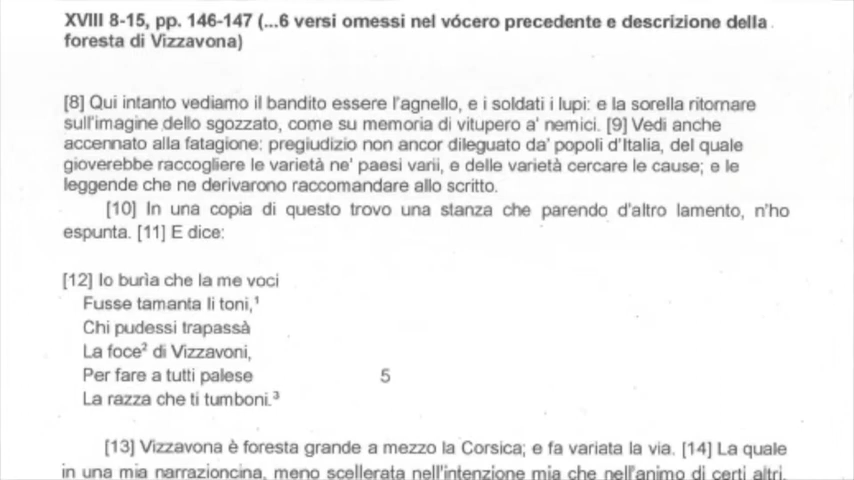 XVIII 8-15, pp. 146-147 (...6 versi omessi nel vócero precedente e descrizione della
foresta di Vizzavona)
[8] Qui intanto vediamo il bandito essere l'agnello, e i soldati i lupi: e la sorella ritornare
sull'imagine dello sgozzato, come su memoria di vitupero a' nemici. [9] Vedi anche
accennato alla fatagione: pregiudizio non ancor dileguato da' popoli d'Italia, del quale
gioverebbe raccogliere le varietà ne' paesi varii, e delle varietà cercare le cause; e le
leggende che ne derivarono raccomandare allo scritto.
[10] In una copia di questo trovo una stanza che parendo d'altro lamento, n'ho
espunta. [11] E dice:
[12] Io burìa che la me voci
Fusse tamanta li toni,¹
Chi pudessi trapassà
La foce² di Vizzavoni,
Per fare a tutti palese 5
La razza che ti tumboni.³
[13] Vizzavona è foresta grande a mezzo la Corsica; e fa variata la via. [14] La quale
in una mia narrazioncina, meno scellerata nell'intenzione mia che nell'animo di certi altri,